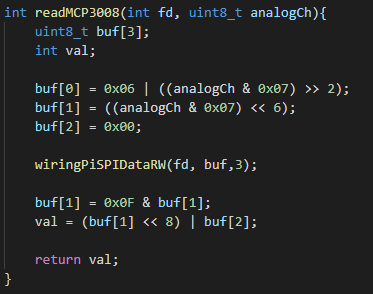 int readMCP3008(int fd, uint8_t analogCh){
    uint8_t buf[3];
    int val;

    buf[0] = 0x06 | ((analogCh & 0x07) >> 2);
    buf[1] = ((analogCh & 0x07) << 6);
    buf[2] = 0x00;

    wiringPiSPIDataRW(fd, buf,3);

    buf[1] = 0x0F & buf[1];
    val = (buf[1] << 8) | buf[2];

    return val;
}